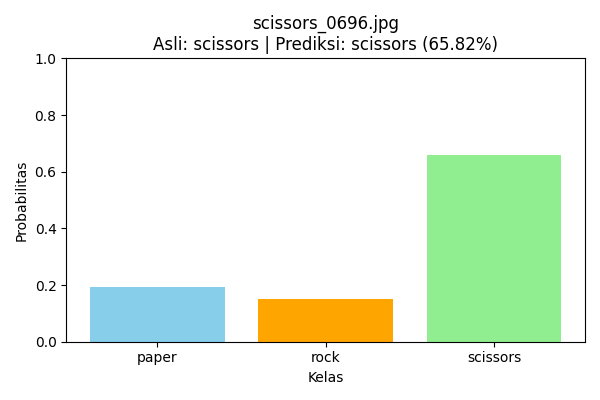 scissors_0696.jpg
Asli: scissors | Prediksi: scissors (65.82%)
1.0
0.8
0.6
0.4
0.2
0.0
Probabilitas
paper rock scissors
Kelas